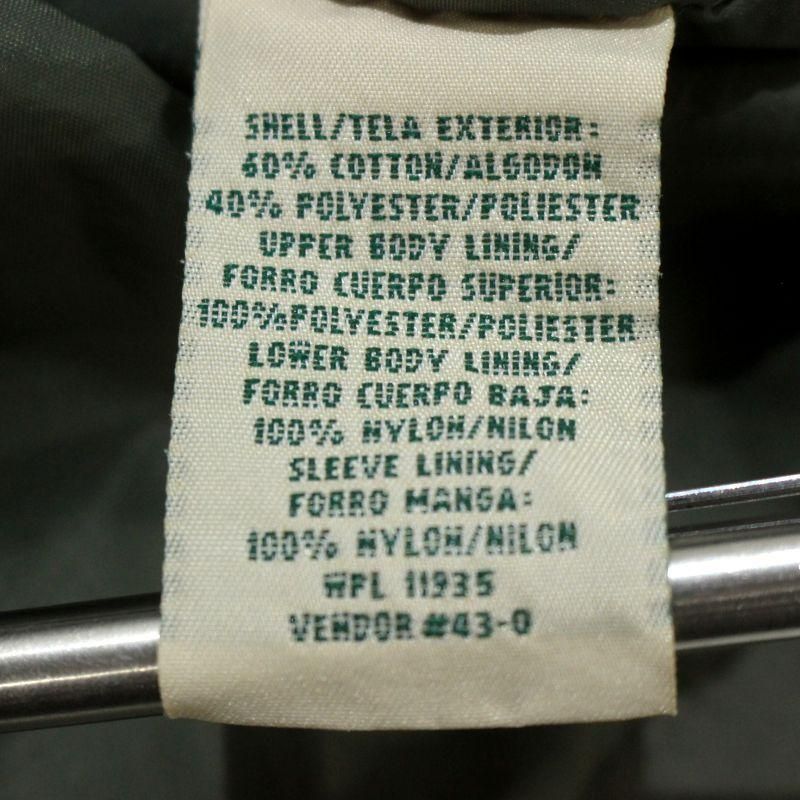 SHELL/TELA EXTERIOR:
60% COTTON/ALGODON
40% POLYESTER/POLIESTER
UPPER BODY LINING/
FORRO CUERPO SUPERIOR:
100%POLYESTER/POLIESTER
LOWER BODY LINING/
FORRO CUERPO BAJA:
100% NYLON/NILON
SLEEVE LINING/
FORRO MANGA:
100% NYLON/NILON
WPL 11935
VENDOR #43-0